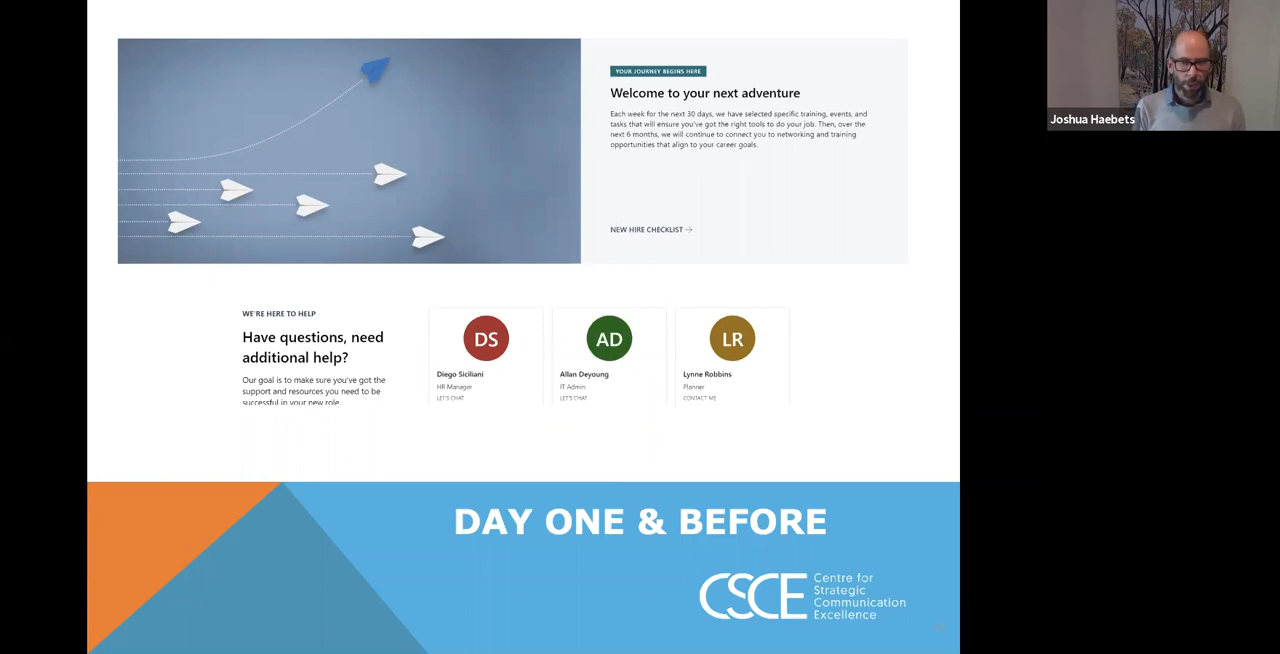 YOUR JOURNEY BEGINS HERE
Welcome to your next adventure
Each week for the next 30 days, we have selected specific training, events, and
tasks that will ensure you've got the right tools to do your job. Then, over the
next 6 months, we will continue to connect you to networking and training
opportunities that align to your career goals.
NEW HIRE CHECKLIST →
Joshua Haebets
WE'RE HERE TO HELP
Have questions, need
additional help?
Our goal is to make sure you've got the
support and resources you need to be
successful in your new role.
DS
Diego Siciliani
HR Manager
LET'S CHAT
AD
Allan Deyoung
IT Admin
LET'S CHAT
LR
Lynne Robbins
Planner
CONTACT ME
DAY ONE & BEFORE
CSCE
Centre for
Strategic
Communication
Excellence